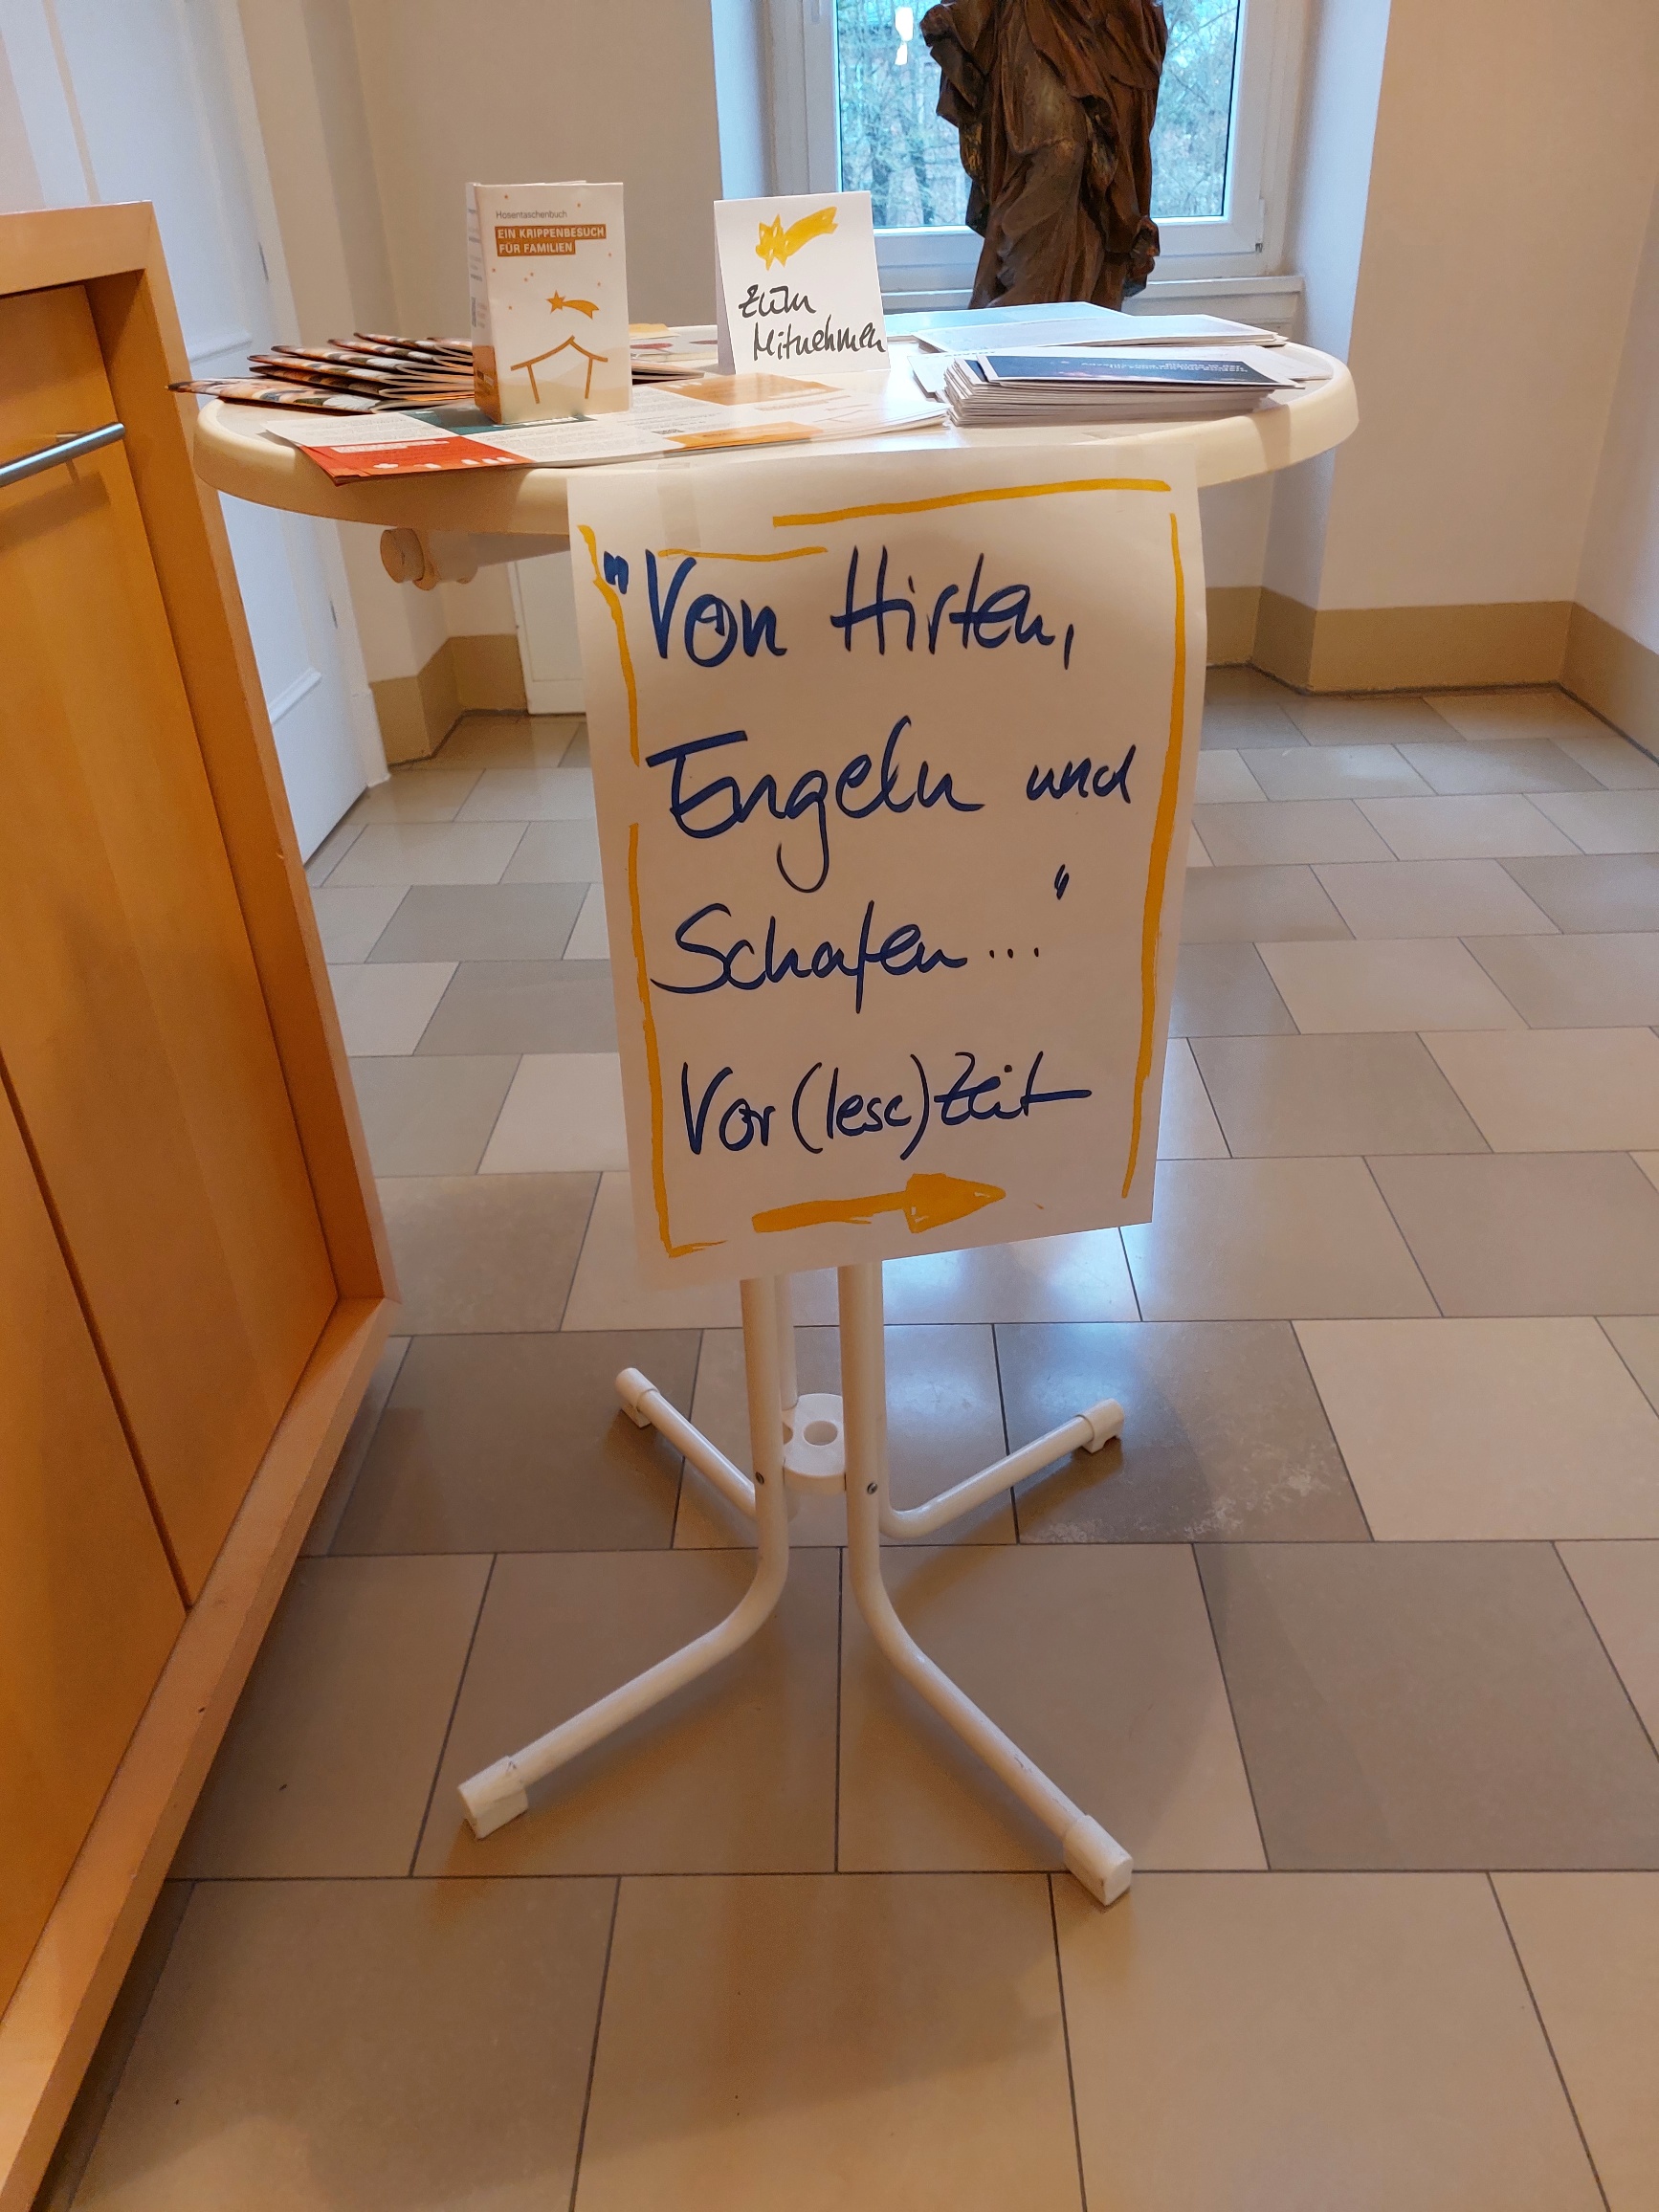 Hosentaschenbuch
EIN KRIPPENBESUCH
FÜR FAMILIEN
Zum
Mitnehmen
"Von Hirten,
Engeln und
Schafen..."
Vor(lese)Zeit